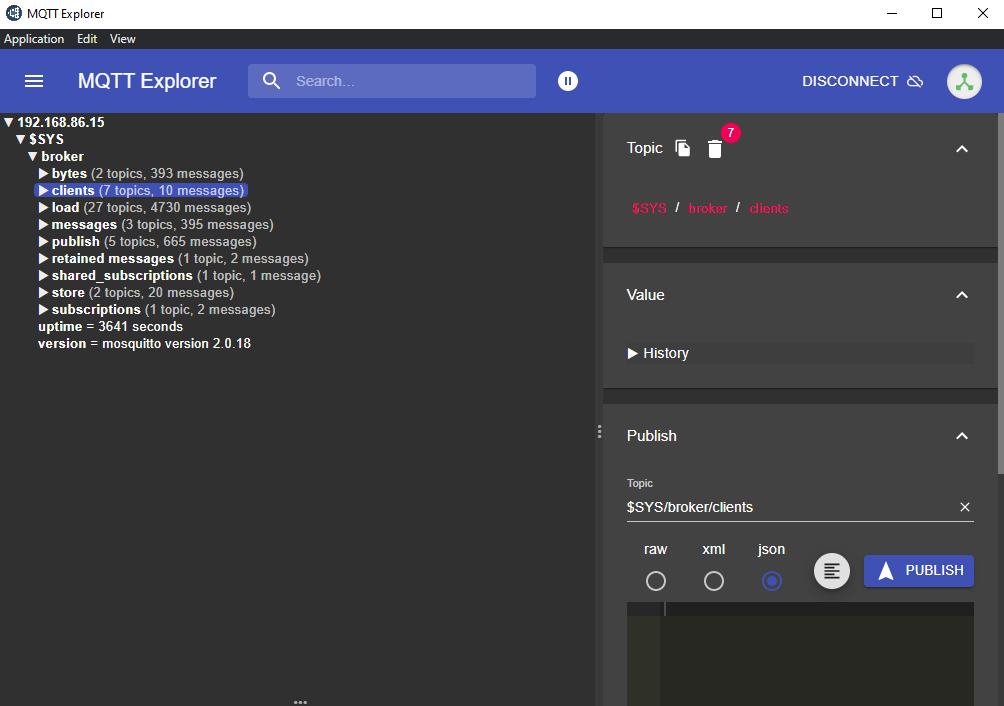 MQTT Explorer
Application Edit View
MQTT Explorer
Search...
DISCONNECT
192.168.86.15
$SYS
broker
bytes (2 topics, 393 messages)
clients (7 topics, 10 messages)
load (27 topics, 4730 messages)
messages (3 topics, 395 messages)
publish (5 topics, 665 messages)
retained messages (1 topic, 2 messages)
shared_subscriptions (1 topic, 1 message)
store (2 topics, 20 messages)
subscriptions (1 topic, 2 messages)
uptime = 3641 seconds
version = mosquitto version 2.0.18
Topic 7
$SYS / broker / clients
Value
History
Publish
Topic
$SYS/broker/clients
raw xml json
PUBLISH